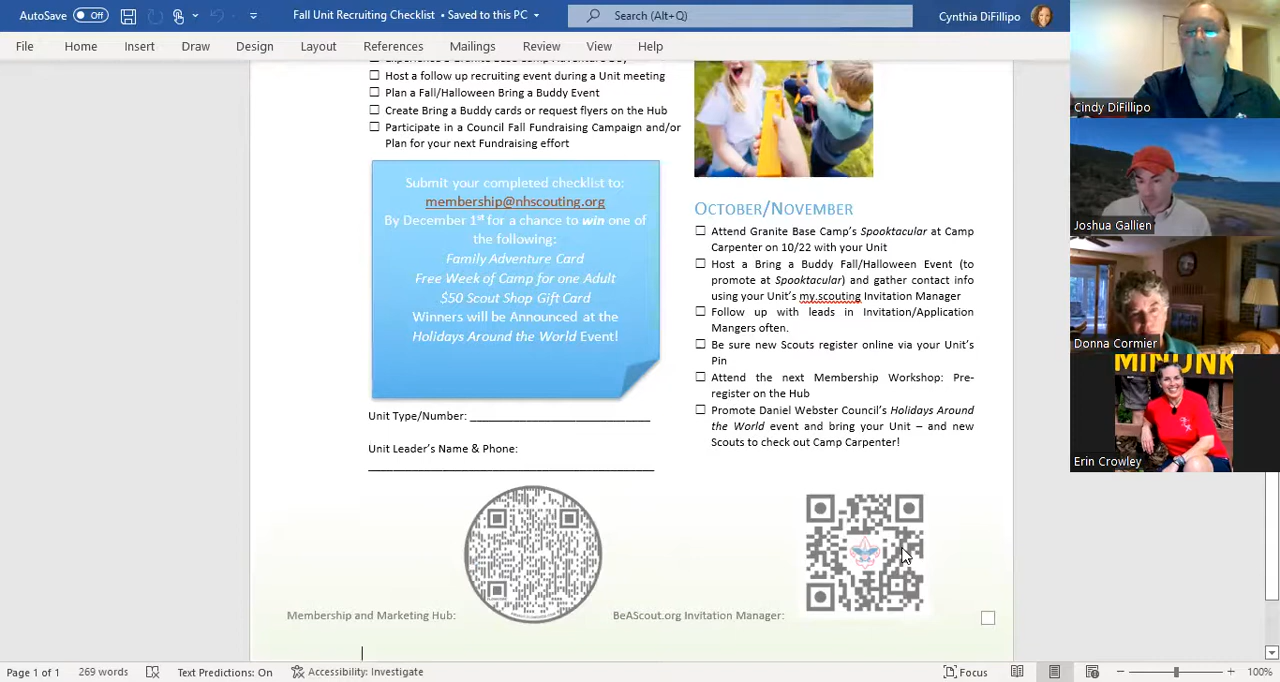 AutoSave Off
Fall Unit Recruiting Checklist • Saved to this PC
Search (Alt+Q)
Cynthia DiFillipo
File Home Insert Draw Design Layout References Mailings Review View Help
Host a follow up recruiting event during a Unit meeting
Plan a Fall/Halloween Bring a Buddy Event
Create Bring a Buddy cards or request flyers on the Hub
Participate in a Council Fall Fundraising Campaign and/or
Plan for your next Fundraising effort
Submit your completed checklist to:
membership@nhscouting.org
By December 1st for a chance to win one of
the following:
Family Adventure Card
Free Week of Camp for one Adult
$50 Scout Shop Gift Card
Winners will be Announced at the
Holidays Around the World Event!
Unit Type/Number: ____________________________
Unit Leader's Name & Phone:
_____________________________________________
OCTOBER/NOVEMBER
Attend Granite Base Camp's Spooktacular at Camp
Carpenter on 10/22 with your Unit
Host a Bring a Buddy Fall/Halloween Event (to
promote at Spooktacular) and gather contact info
using your Unit's my.scouting Invitation Manager
Follow up with leads in Invitation/Application
Mangers often.
Be sure new Scouts register online via your Unit's
Pin
Attend the next Membership Workshop: Pre-
register on the Hub
Promote Daniel Webster Council's Holidays Around
the World event and bring your Unit – and new
Scouts to check out Camp Carpenter!
Membership and Marketing Hub:
BeAScout.org Invitation Manager:
Cindy DiFillipo
Joshua Gallien
Donna Cormier
Erin Crowley
Page 1 of 1 269 words Text Predictions: On Accessibility: Investigate Focus 100%